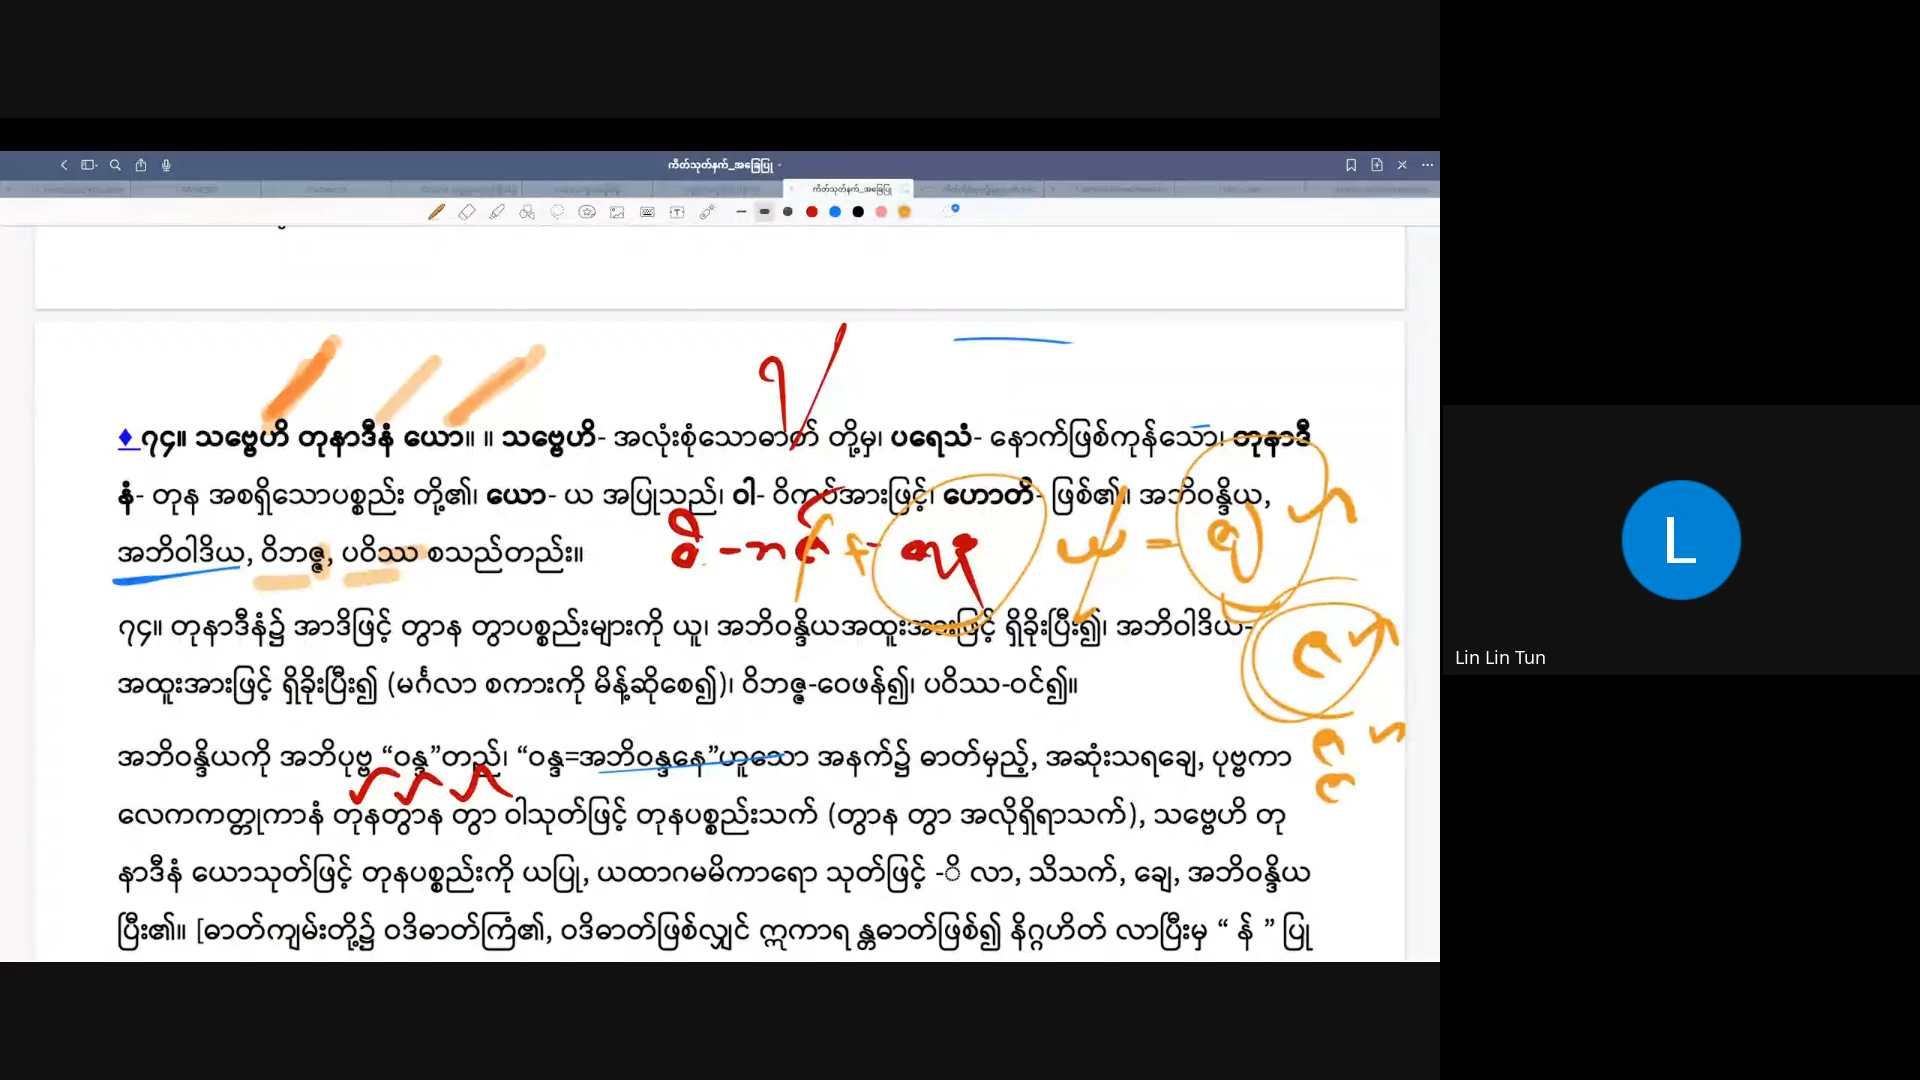 ကိတ်သုတ်နက်_အခြေပြု
ကိတ်သုတ်နက်_အခြေပြု
♦၇၄။ သဗ္ဗေဟိ တုနာဒီနံ ယော။ ။ သဗ္ဗေဟိ- အလုံးစုံသောဓာတ် တို့မှ၊ ပရေသံ- နောက်ဖြစ်ကုန်သော၊ တုနာဒီ
နံ- တုန အစရှိသောပစ္စည်း တို့၏၊ ယော- ယ အပြုသည်၊ ဝါ- ဝိကပ်အားဖြင့်၊ ဟောတိ- ဖြစ်၏။ အဘိဝန္ဒိယ,
အဘိဝါဒိယ, ဝိဘဇ္ဇ, ပဝိဿ စသည်တည်း။
၇၄။ တုနာဒီနံ၌ အာဒိဖြင့် တွာန တွာပစ္စည်းများကို ယူ၊ အဘိဝန္ဒိယအထူးအားဖြင့် ရှိခိုးပြီး၍၊ အဘိဝါဒိယ-
အထူးအားဖြင့် ရှိခိုးပြီး၍ (မင်္ဂလာ စကားကို မိန့်ဆိုစေ၍)၊ ဝိဘဇ္ဇ-ဝေဖန်၍၊ ပဝိဿ-ဝင်၍။
အဘိဝန္ဒိယကို အဘိပုဗ္ဗ “ဝန္ဒ”တည်၊ “ဝန္ဒ=အဘိဝန္ဒနေ”ဟူသော အနက်၌ ဓာတ်မှည့်, အဆုံးသရချေ, ပုဗ္ဗကာ
လေကကတ္တုကာနံ တုနတွာန တွာ ဝါသုတ်ဖြင့် တုနပစ္စည်းသက် (တွာန တွာ အလိုရှိရာသက်), သဗ္ဗေဟိ တု
နာဒီနံ ယောသုတ်ဖြင့် တုနပစ္စည်းကို ယပြု, ယထာဂမမိကာရော သုတ်ဖြင့် -ိ လာ, သိသက်, ချေ, အဘိဝန္ဒိယ
ပြီး၏။ [ဓာတ်ကျမ်းတို့၌ ဝဒိဓာတ်ကြံ၏, ဝဒိဓာတ်ဖြစ်လျှင် ဣကာရ န္တဓာတ်ဖြစ်၍ နိဂ္ဂဟိတ် လာပြီးမှ “ န် ” ပြု
L
Lin Lin Tun